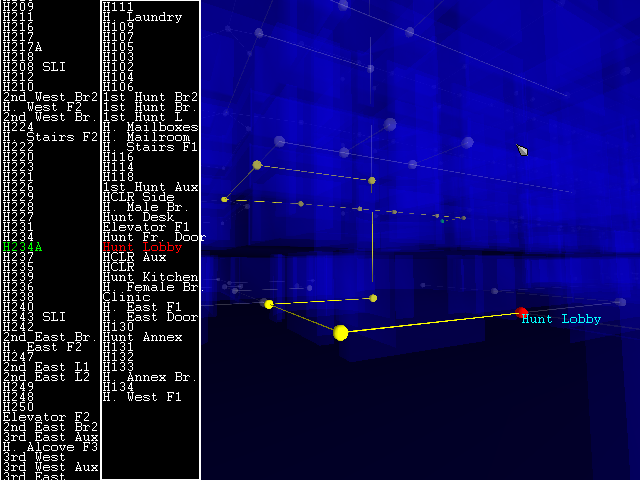 H209
H211
H216
H217
H217A
H218
H208 SLI
H212
H210
2nd West Br2
H. West F2
2nd West Br.
H224
H. Stairs F2
H222
H220
H223
H221
H226
H229
H228
H227
H231
H234
H234A
H237
H235
H239
H236
H238
H240
H243 SLI
H242
2nd East Br.
H. East F2
H247
2nd East L1
2nd East L2
H249
H248
H250
Elevator F2
2nd East Br2
3rd East Aux
H. Alcove F3
3rd West
3rd West Aux
3rd East
H111
H. Laundry
H109
H107
H105
H103
H102
H104
H106
1st Hunt Br2
1st Hunt Br.
1st Hunt L
H. Mailboxes
H. Mailroom
H. Stairs F1
H116
H114
H118
1st Hunt Aux
HCLR Side
H. Male Br.
Hunt Desk
Elevator F1
Hunt Fr. Door
Hunt Lobby
HCLR Aux
HCLR
Hunt Kitchen
H. Female Br
Clinic
H. East F1
H. East Door
H130
Hunt Annex
H131
H132
H133
H. Annex Br.
H134
H. West F1
Hunt Lobby